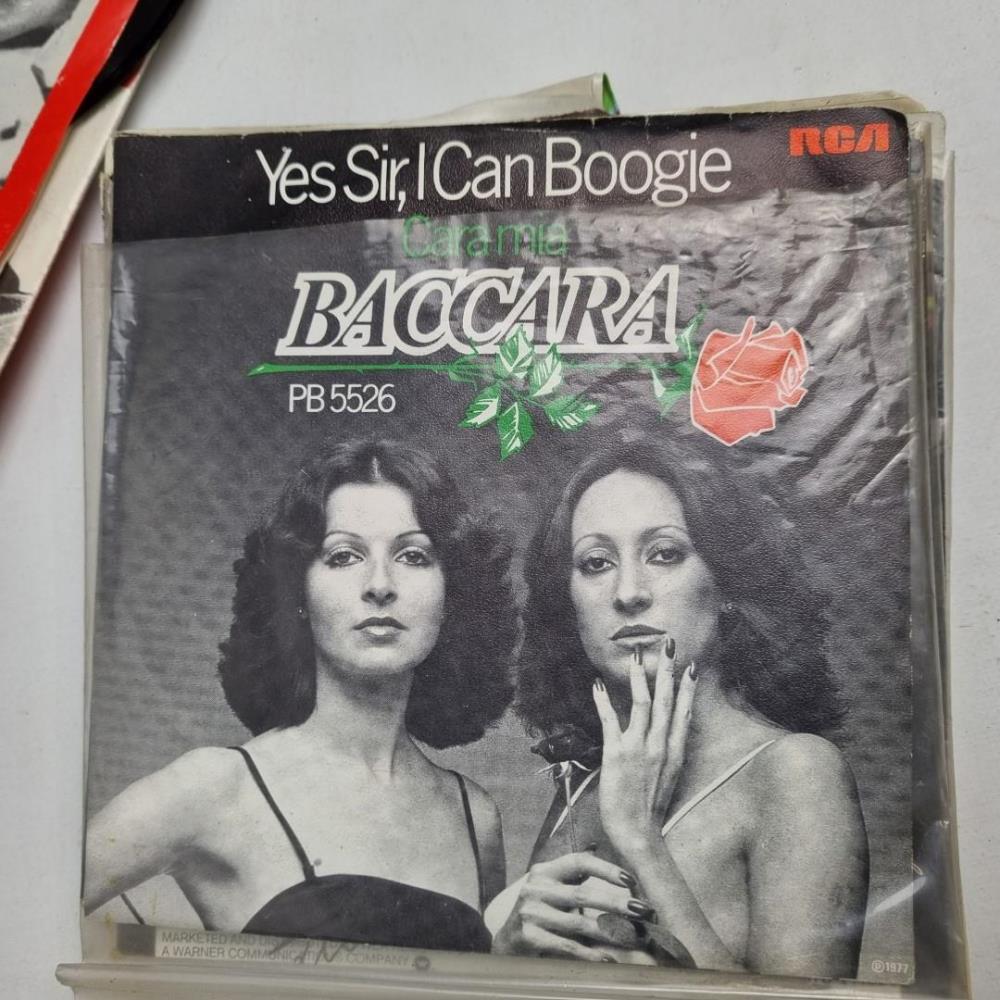 RCA
Yes Sir, I Can Boogie
Cara mia
BACCARA
PB 5526
MARKETED AND
A WARNER COMMUNICATIONS COMPANY
℗1977